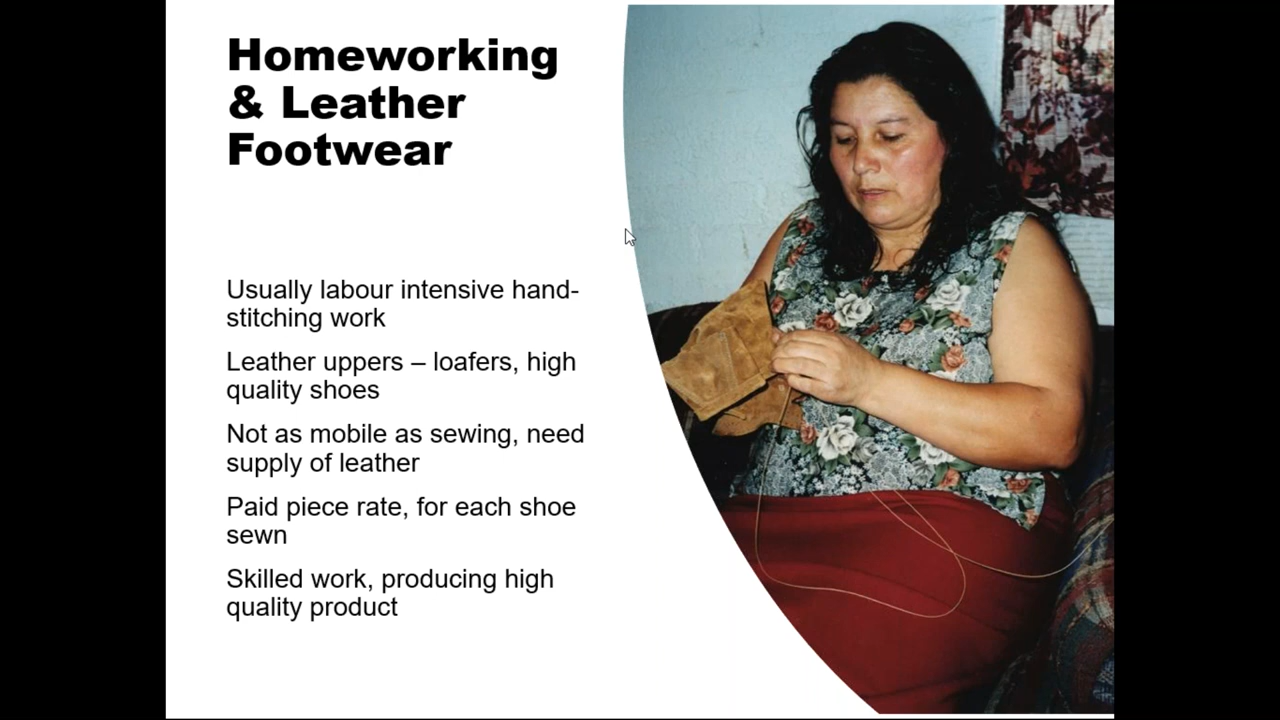 Homeworking
& Leather
Footwear
Usually labour intensive hand-
stitching work
Leather uppers – loafers, high
quality shoes
Not as mobile as sewing, need
supply of leather
Paid piece rate, for each shoe
sewn
Skilled work, producing high
quality product